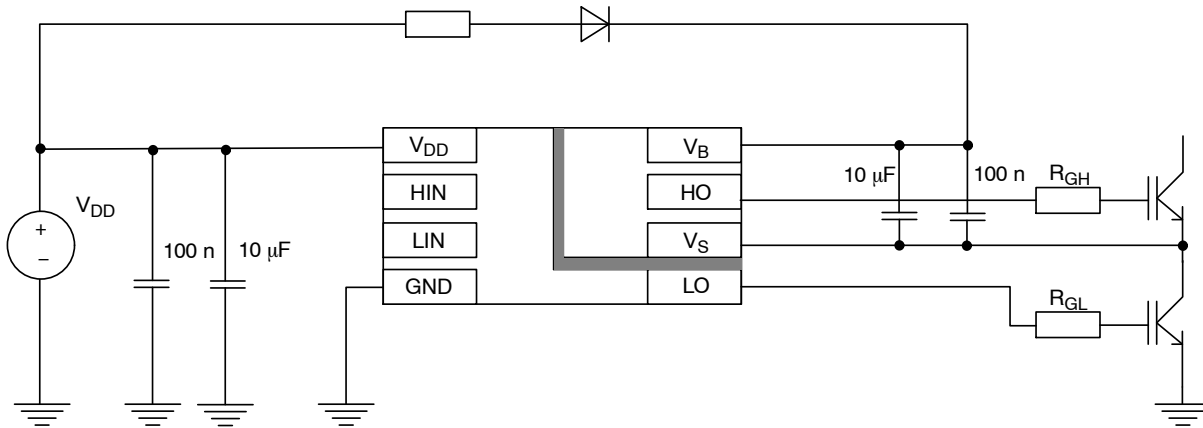 V_DD
V_B
HIN
HO
10 μF
100 n
R_GH
V_DD
+
−
LIN
V_S
100 n
10 μF
GND
LO
R_GL